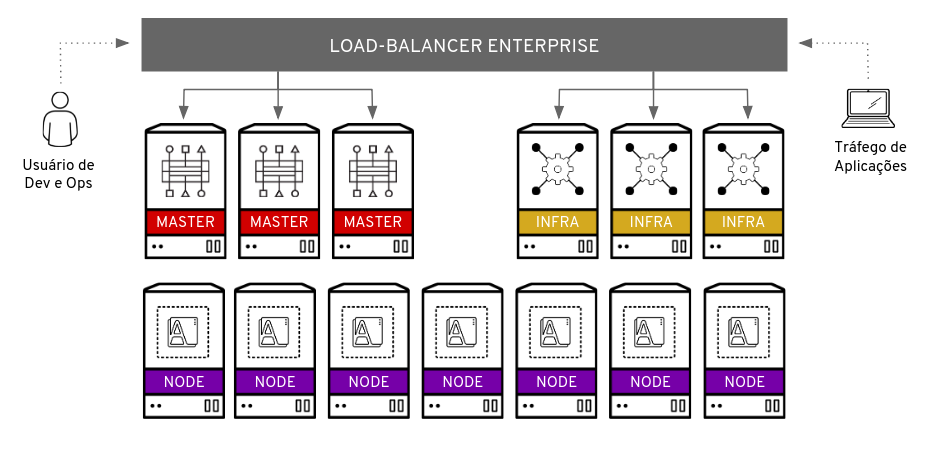 LOAD-BALANCER ENTERPRISE
Usuário de
Dev e Ops
Tráfego de
Aplicações
MASTER
MASTER
MASTER
INFRA
INFRA
INFRA
A
A
A
A
A
A
A
NODE
NODE
NODE
NODE
NODE
NODE
NODE